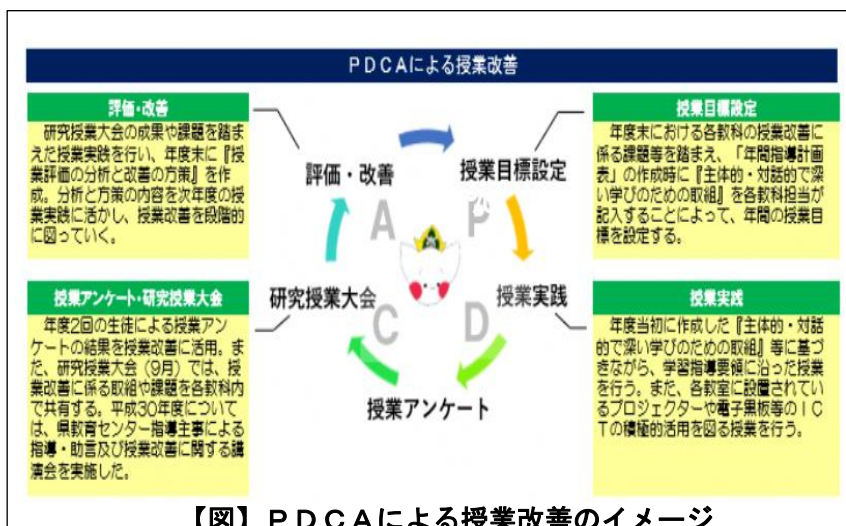 PDCAによる授業改善
評価・改善
研究授業大会の成果や課題を踏ま
えた授業実践を行い、年度末に『授
業評価の分析と改善の方策』を作
成。分析と方策の内容を次年度の授
業実践に活かし、授業改善を段階的
に図っていく。
授業目標設定
年度末における各教科の授業改善に
係る課題等を踏まえ、「年間指導計画
表」の作成時に『主体的・対話的で深
い学びのための取組』を各教科担当が
記入することによって、年間の授業目
標を設定する。
評価・改善
授業目標設定
A
P
研究授業大会
授業実践
C
D
授業アンケート
授業アンケート・研究授業大会
年度2回の生徒による授業アン
ケートの結果を授業改善に活用。ま
た、研究授業大会（9月）では、授
業改善に係る取組や課題を各教科内
で共有する。平成30年度について
は、県教育センター指導主事による
指導・助言及び授業改善に関する講
演会を実施した。
授業実践
年度当初に作成した『主体的・対話
的で深い学びのための取組』等に基づ
きながら、学習指導要領に沿った授業
を行う。また、各教室に設置されてい
るプロジェクターや電子黒板等のＩＣ
Ｔの積極的活用を図る授業を行う。
【図】ＰＤＣＡによる授業改善のイメージ